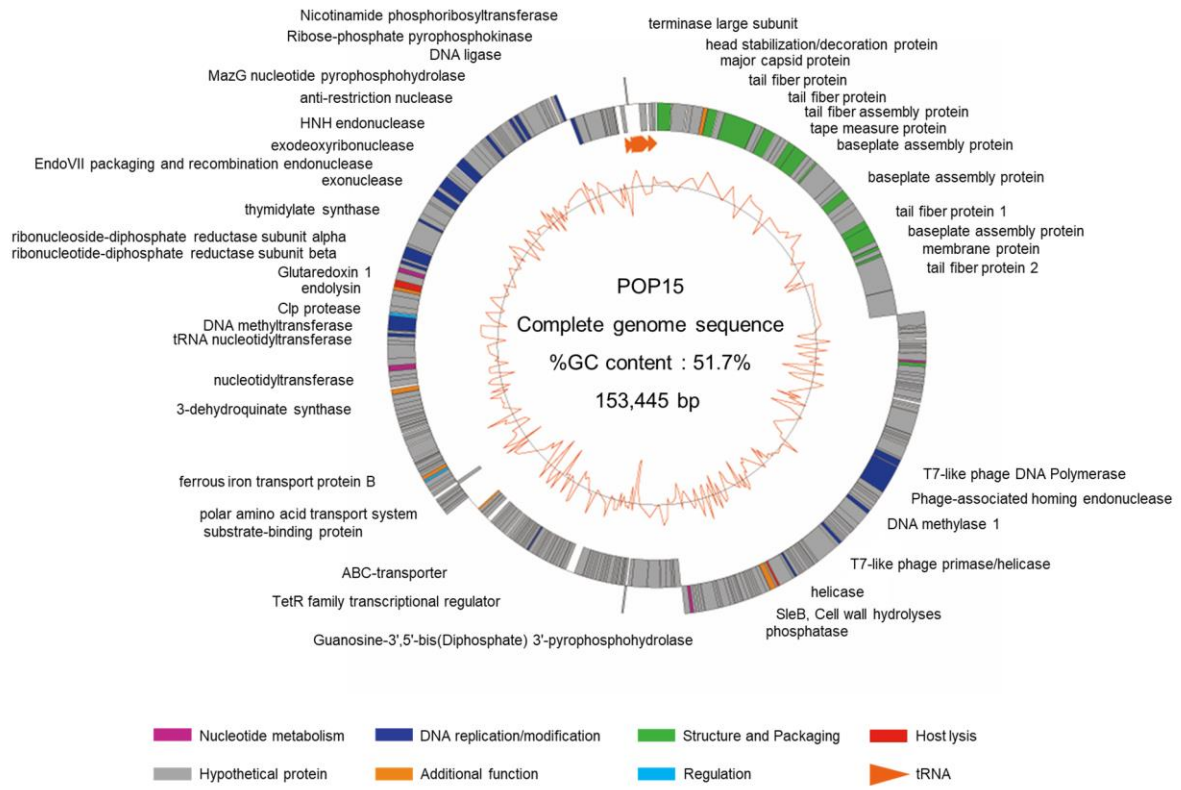 Nicotinamide phosphoribosyltransferase
Ribose-phosphate pyrophosphokinase
DNA ligase
MazG nucleotide pyrophosphohydrolase
anti-restriction nuclease
HNH endonuclease
exodeoxyribonuclease
EndoVII packaging and recombination endonuclease
exonuclease
thymidylate synthase
ribonucleoside-diphosphate reductase subunit alpha
ribonucleotide-diphosphate reductase subunit beta
Glutaredoxin 1
endolysin
Clp protease
DNA methyltransferase
tRNA nucleotidyltransferase
nucleotidyltransferase
3-dehydroquinate synthase
ferrous iron transport protein B
polar amino acid transport system
substrate-binding protein
ABC-transporter
TetR family transcriptional regulator
Guanosine-3',5'-bis(Diphosphate) 3'-pyrophosphohydrolase
terminase large subunit
head stabilization/decoration protein
major capsid protein
tail fiber protein
tail fiber protein
tail fiber assembly protein
tape measure protein
baseplate assembly protein
baseplate assembly protein
tail fiber protein 1
baseplate assembly protein
membrane protein
tail fiber protein 2
T7-like phage DNA Polymerase
Phage-associated homing endonuclease
DNA methylase 1
T7-like phage primase/helicase
helicase
SleB, Cell wall hydrolyses
phosphatase
POP15
Complete genome sequence
%GC content : 51.7%
153,445 bp
Nucleotide metabolism
DNA replication/modification
Structure and Packaging
Host lysis
Hypothetical protein
Additional function
Regulation
tRNA